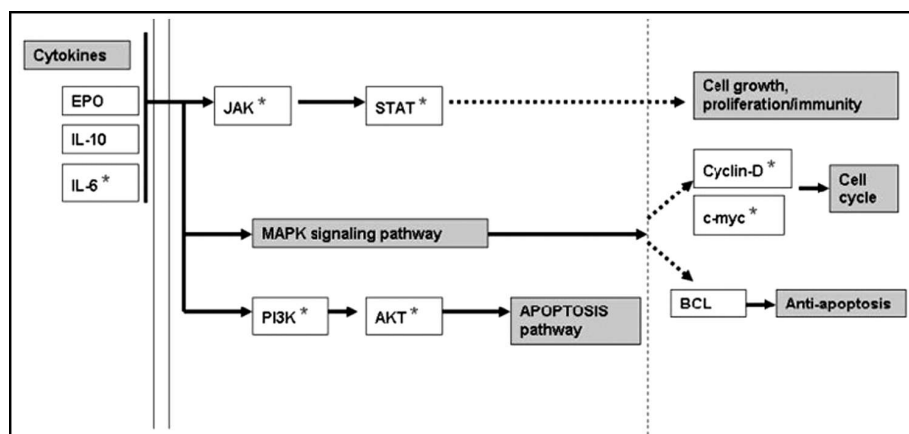 Cytokines
EPO
IL-10
IL-6 *
JAK *
STAT *
Cell growth,
proliferation/immunity
Cyclin-D *
c-myc *
Cell
cycle
MAPK signaling pathway
BCL
Anti-apoptosis
PI3K *
AKT *
APOPTOSIS
pathway